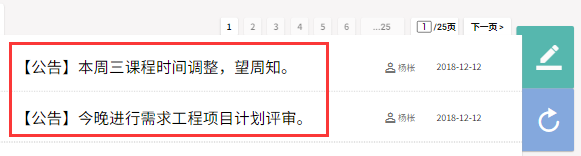 1 2 3 4 5 6 ...25 1 /25页 下一页 >
【公告】本周三课程时间调整，望周知。 杨枨 2018-12-12
【公告】今晚进行需求工程项目计划评审。 杨枨 2018-12-12